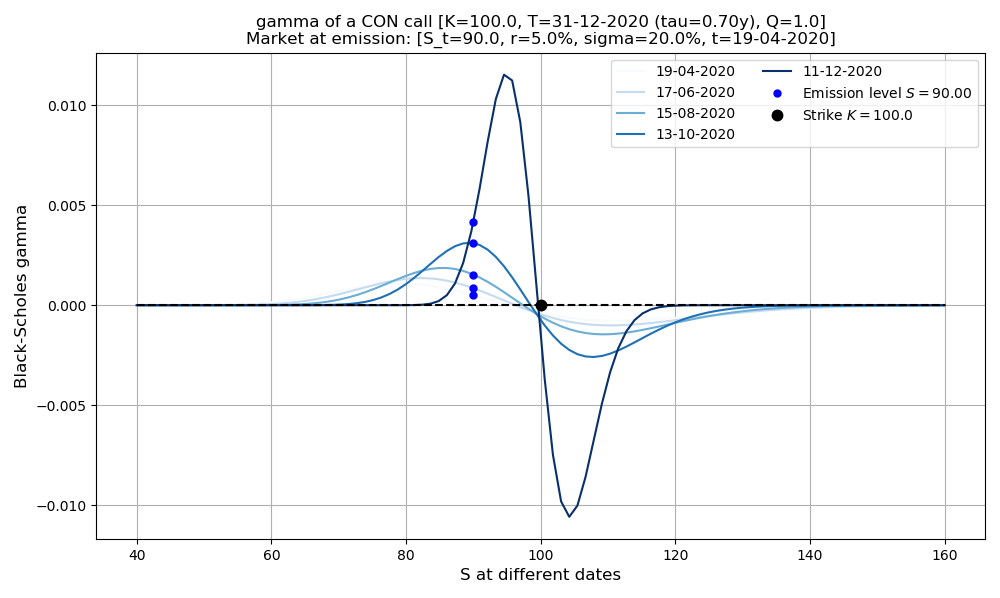 gamma of a CON call [K=100.0, T=31-12-2020 (tau=0.70y), Q=1.0]
Market at emission: [S_t=90.0, r=5.0%, sigma=20.0%, t=19-04-2020]
19-04-2020
17-06-2020
15-08-2020
13-10-2020
11-12-2020
Emission level S = 90.00
Strike K = 100.0
Black-Scholes gamma
0.010
0.005
0.000
−0.005
−0.010
40
60
80
100
120
140
160
S at different dates